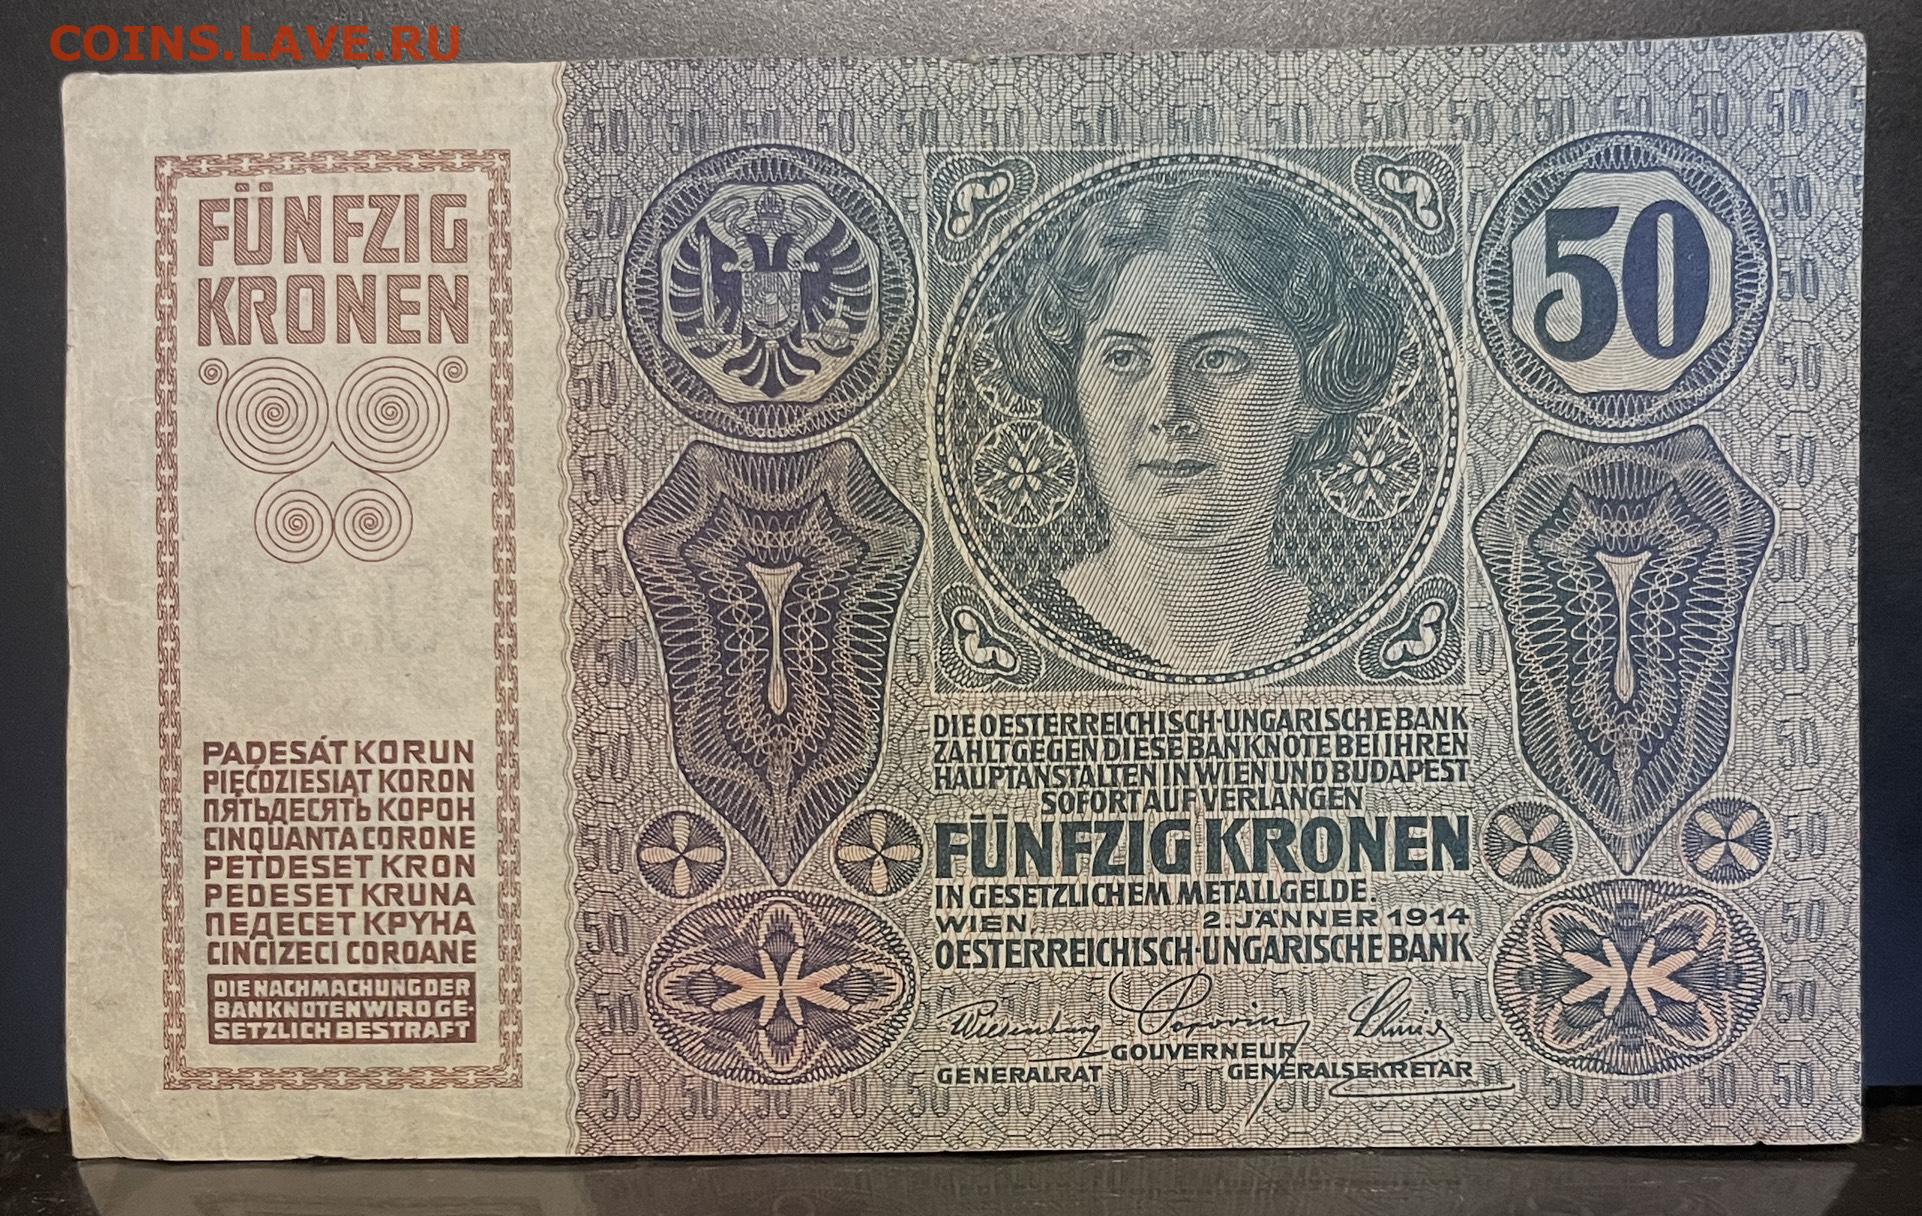 COINS.LAVE.RU
FÜNFZIG
KRONEN
PADESÁT KORUN
PIĘĆDZIESIĄT KORON
ПЯТЬДЕСЯТЬ КОРОН
CINQUANTA CORONE
PETDESET KRON
PEDESET KRUNA
ПЕДЕСЕТ КРУНА
CINCIZECI COROANE
DIE NACHMACHUNG DER
BANKNOTEN WIRD GE-
SETZLICH BESTRAFT
50
DIE OESTERREICHISCH-UNGARISCHE BANK
ZAHLT GEGEN DIESE BANKNOTE BEI IHREN
HAUPTANSTALTEN IN WIEN UND BUDAPEST
SOFORT AUF VERLANGEN
FÜNFZIG KRONEN
IN GESETZLICHEM METALLGELDE.
WIEN 2. JÄNNER 1914
OESTERREICHISCH-UNGARISCHE BANK
GOUVERNEUR
GENERALRAT GENERALSEKRETÄR